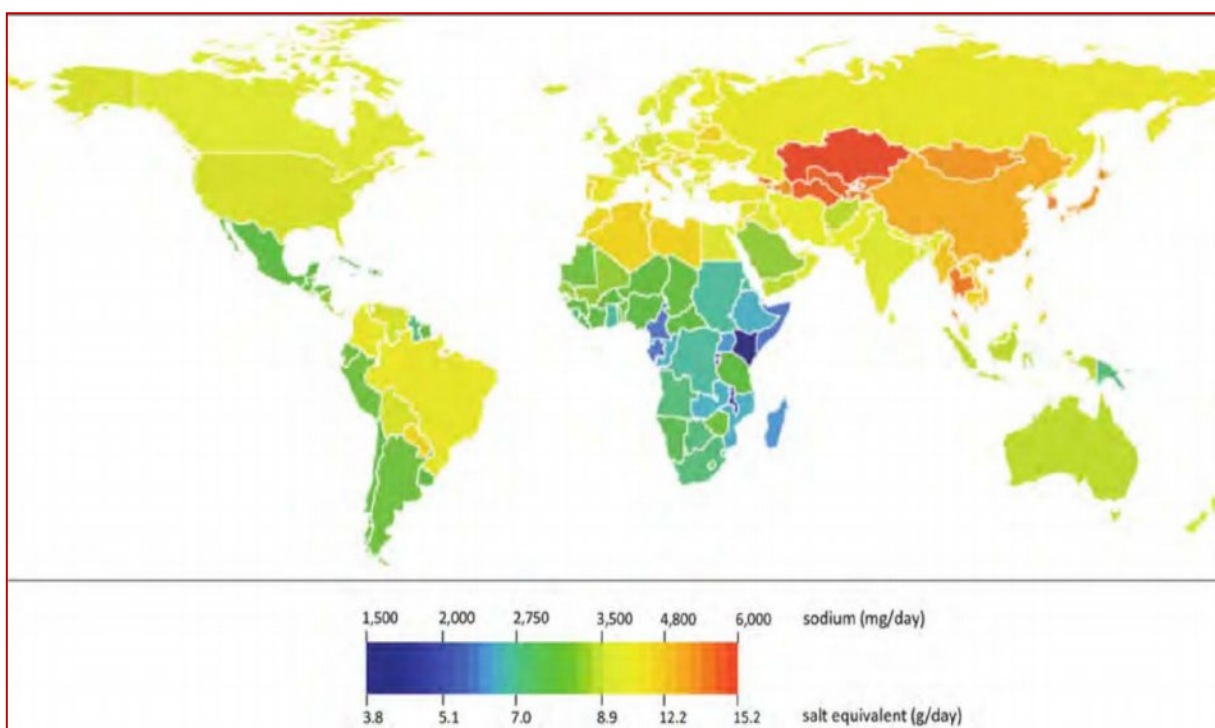 1,500 2,000 2,750 3,500 4,800 6,000 sodium (mg/day)
3.8 5.1 7.0 8.9 12.2 15.2 salt equivalent (g/day)